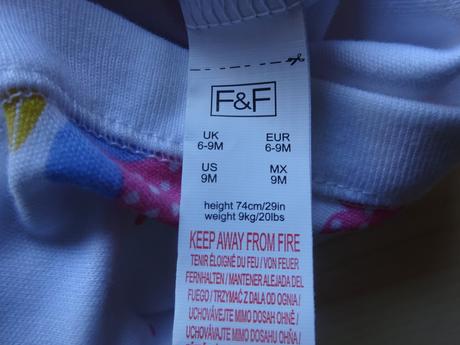 F&F
UK EUR
6-9M 6-9M
US MX
9M 9M
height 74cm/29in
weight 9kg/20lbs
KEEP AWAY FROM FIRE
TENIR ÉLOIGNÉ DU FEU / VON FEUER
FERNHALTEN / MANTENER ALEJADA DEL
FUEGO / TRZYMAĆ Z DALA OD OGNIA /
UCHOVÁVEJTE MIMO DOSAH OHNĚ /
UCHOVÁVAJTE MIMO DOSAHU OHŇA /